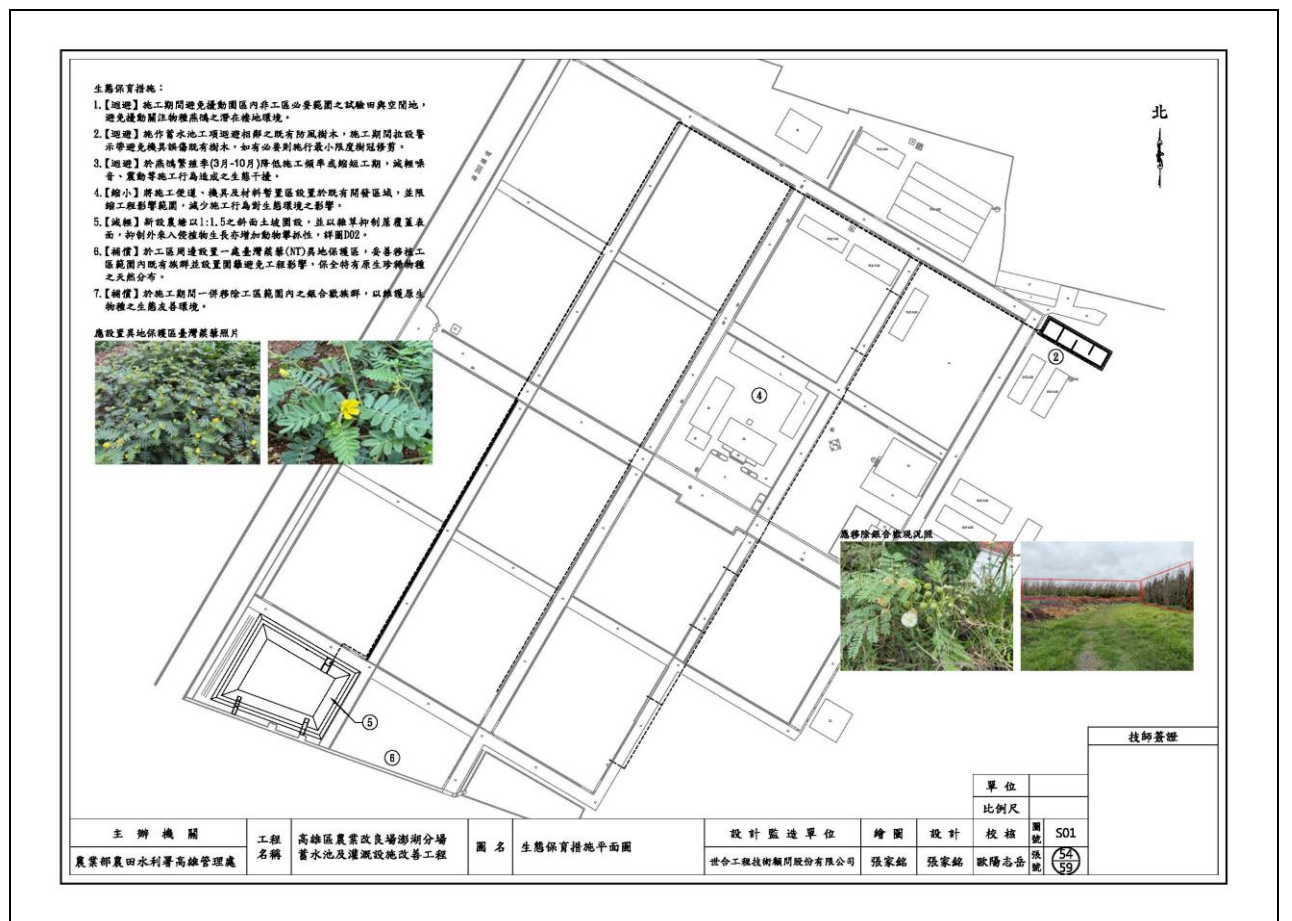 生態保育措施：
1.【迴避】施工期間避免擾動園區內非工區必要範圍之試驗田與空閒地，
避免擾動關注物種燕鴴之潛在棲地環境。
2.【迴避】施作蓄水池工項迴避相鄰之既有防風樹木，施工期間拉設警
示帶避免機具誤傷既有樹木，如有必要則施行最小限度樹冠修剪。
3.【迴避】於燕鴴繁殖季(3月-10月)降低施工頻率或縮短工期，減輕噪
音、震動等施工行為造成之生態干擾。
4.【縮小】將施工便道、機具及材料暫置區設置於既有開發區域，並限
縮工程影響範圍，減少施工行為對生態環境之影響。
5.【減輕】新設農塘以1:1.5之斜面土坡圍設，並以雜草抑制蓆覆蓋表
面，抑制外來入侵植物生長亦增加動物攀抓性，詳圖D02。
6.【補償】於工區周邊設置一處臺灣蒺藜(NT)異地保護區，妥善移植工
區範圍內既有族群並設置圍籬避免工程影響，保全特有原生珍稀物種
之天然分布。
7.【補償】於施工期間一併移除工區範圍內之銀合歡族群，以維護原生
物種之生態友善環境。
應設置異地保護區臺灣蒺藜照片
北
②
④
應移除銀合歡現況照
⑤
⑥
技師簽證
單位
比例尺
主辦機關
農業部農田水利署高雄管理處
工程
名稱
高雄區農業改良場澎湖分場
蓄水池及灌溉設施改善工程
圖名
生態保育措施平面圖
設計監造單位
世合工程技術顧問股份有限公司
繪圖
張家銘
設計
張家銘
校核
歐陽志岳
圖號
S01
張號
54
59